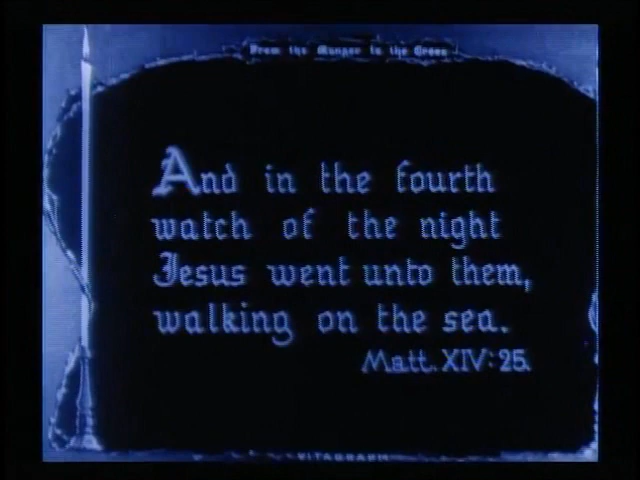 From the Manger to the Cross
And in the fourth
watch of the night
Jesus went unto them,
walking on the sea.
Matt. XIV: 25.
VITAGRAPH